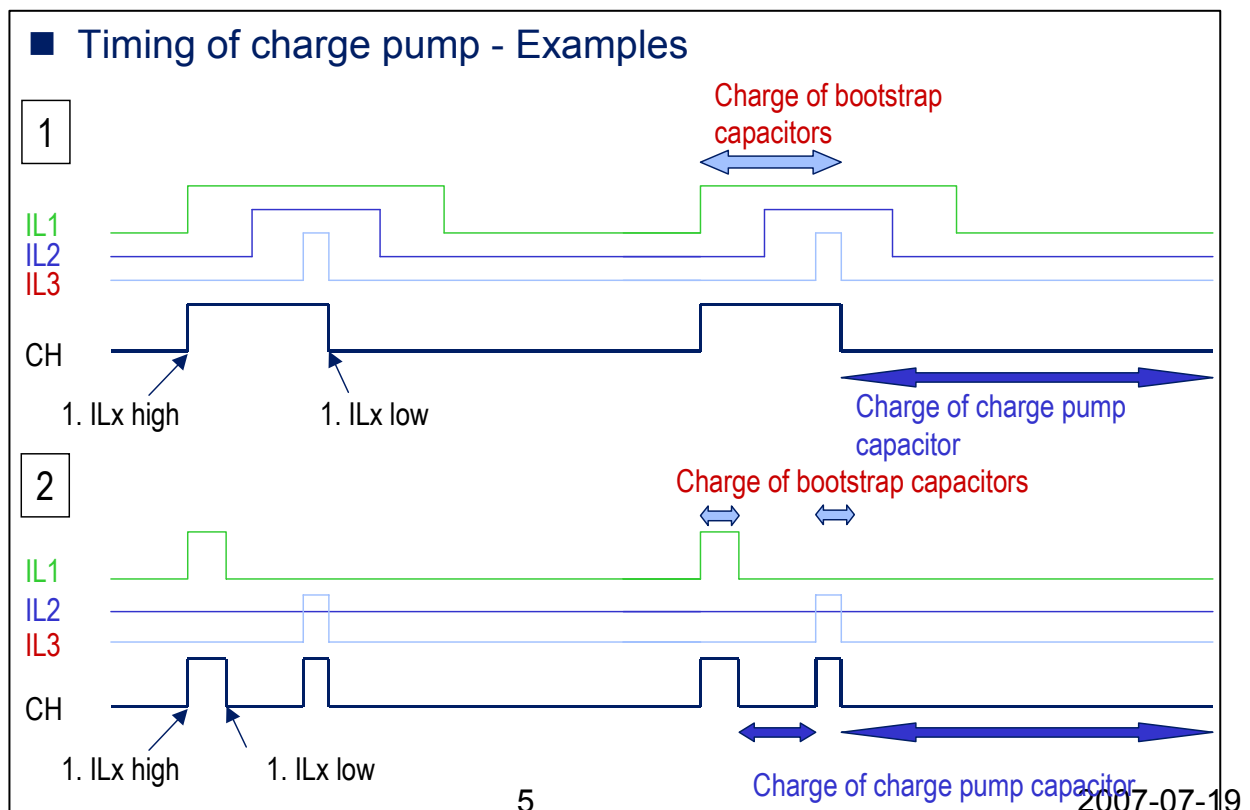 Timing of charge pump - Examples
1
Charge of bootstrap
capacitors
IL1
IL2
IL3
CH
1. ILx high
1. ILx low
Charge of charge pump
capacitor
2
Charge of bootstrap capacitors
IL1
IL2
IL3
CH
1. ILx high
1. ILx low
Charge of charge pump capacitor
5
2007-07-19